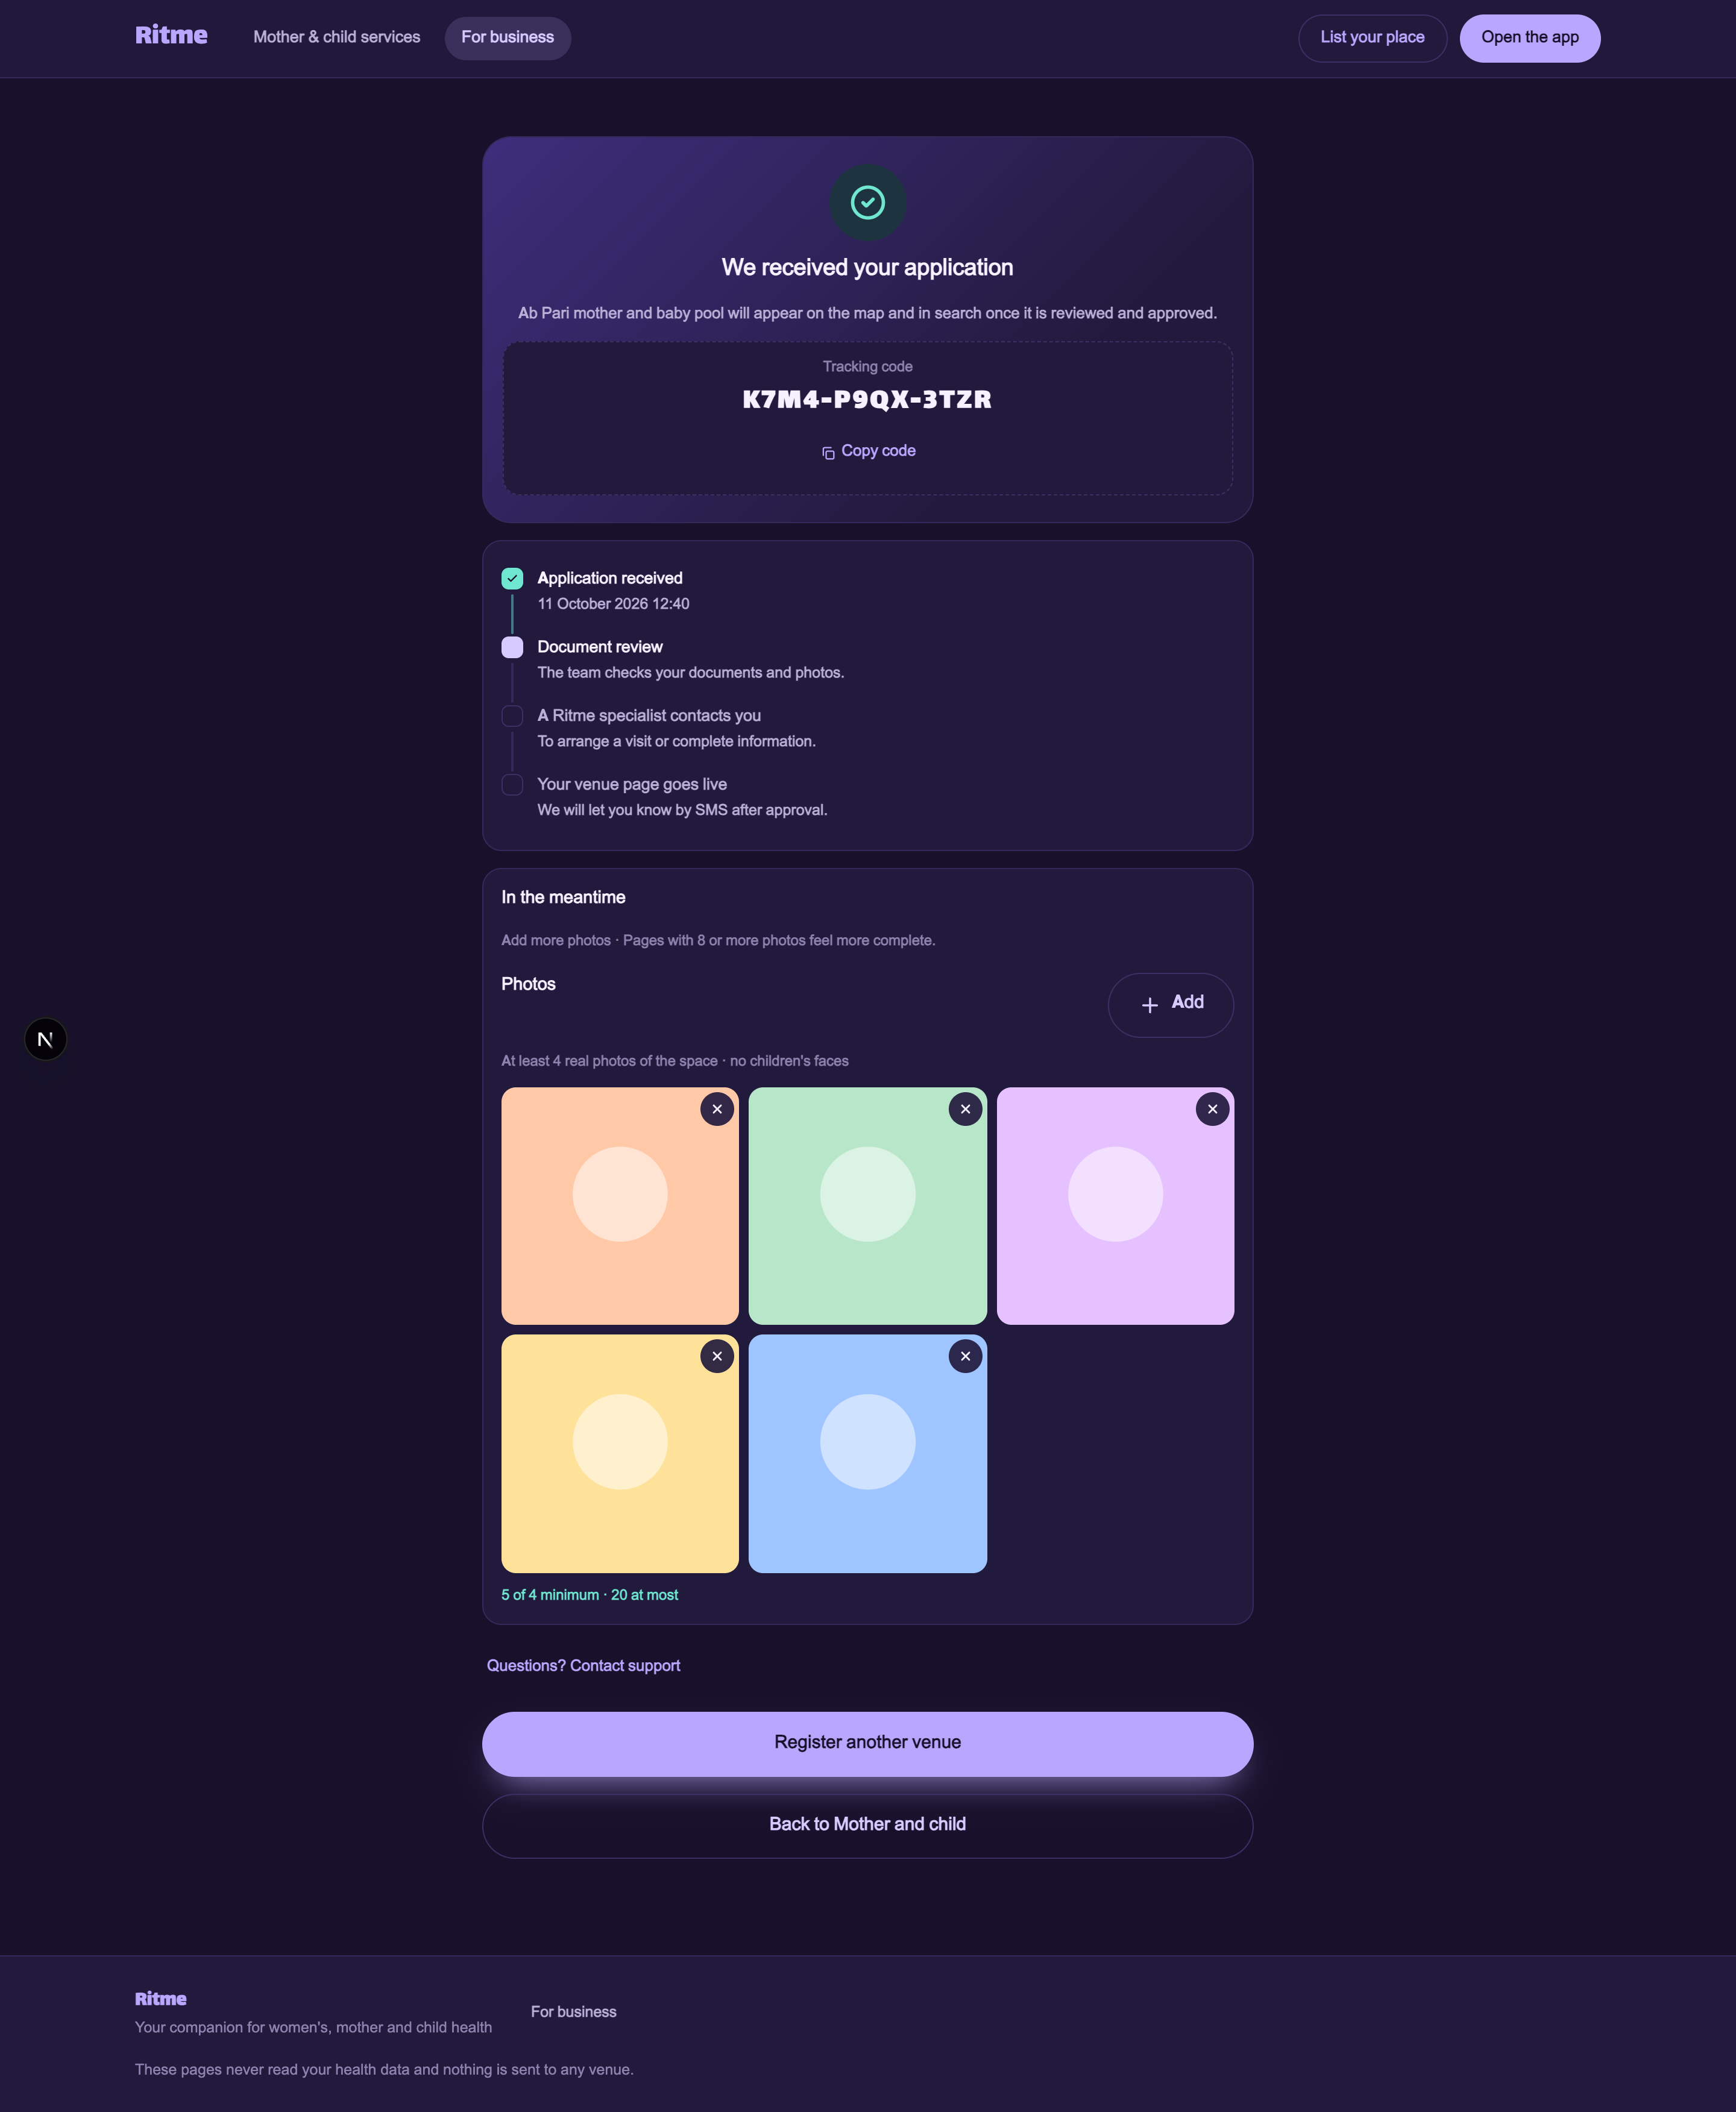 Ritme
Mother & child services
For business
List your place
Open the app
We received your application
Ab Pari mother and baby pool will appear on the map and in search once it is reviewed and approved.
Tracking code
K7M4-P9QX-3TZR
Copy code
Application received
11 October 2026 12:40
Document review
The team checks your documents and photos.
A Ritme specialist contacts you
To arrange a visit or complete information.
Your venue page goes live
We will let you know by SMS after approval.
In the meantime
Add more photos · Pages with 8 or more photos feel more complete.
Photos
Add
At least 4 real photos of the space · no children's faces
5 of 4 minimum · 20 at most
N
Questions? Contact support
Register another venue
Back to Mother and child
Ritme
Your companion for women's, mother and child health
For business
These pages never read your health data and nothing is sent to any venue.